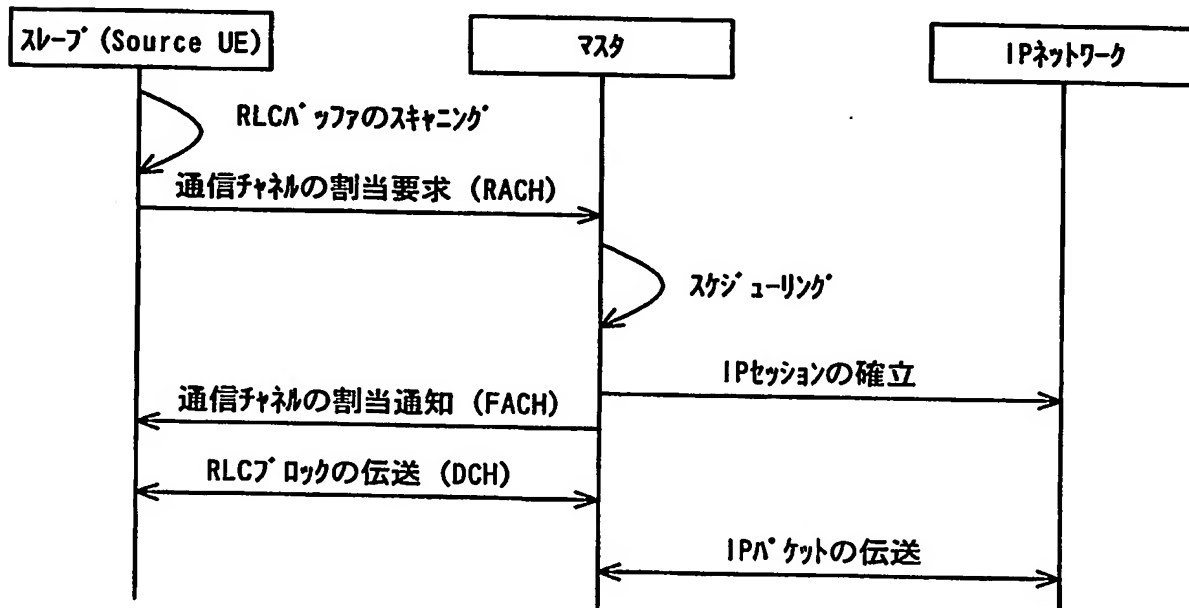 ｽﾚｰﾌﾞ (Source UE)
ﾏｽﾀ
IPﾈｯﾄﾜｰｸ
RLCﾊﾞｯﾌｧのｽｷｬﾆﾝｸﾞ
通信ﾁｬﾈﾙの割当要求 (RACH)
ｽｹｼﾞｭｰﾘﾝｸﾞ
IPｾｯｼｮﾝの確立
通信ﾁｬﾈﾙの割当通知 (FACH)
RLCﾌﾞﾛｯｸの伝送 (DCH)
IPﾊﾟｹｯﾄの伝送